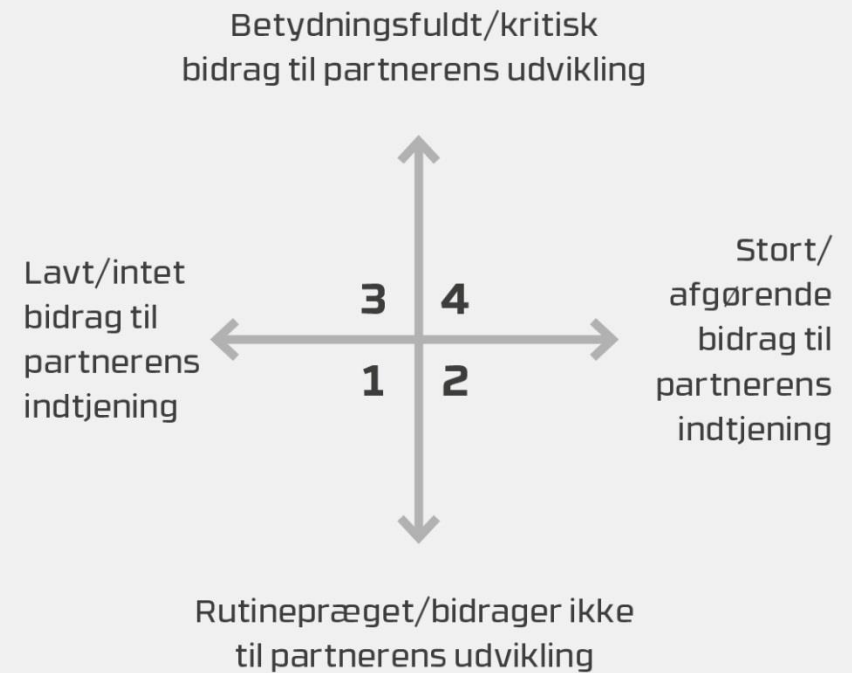 Betydningsfuldt/kritisk
bidrag til partnerens udvikling
Lavt/intet
bidrag til
partnerens
indtjening
3 4
1 2
Stort/
afgørende
bidrag til
partnerens
indtjening
Rutinepræget/bidrager ikke
til partnerens udvikling